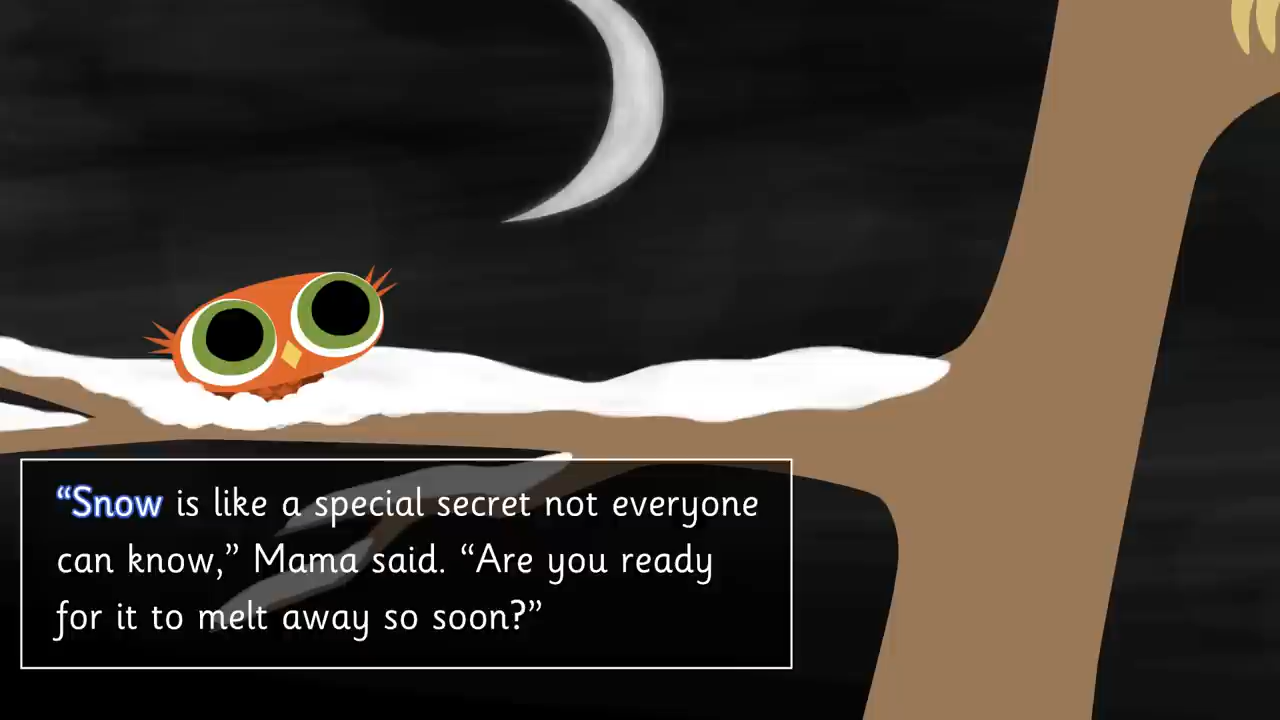 “Snow is like a special secret not everyone
can know,” Mama said. “Are you ready
for it to melt away so soon?”